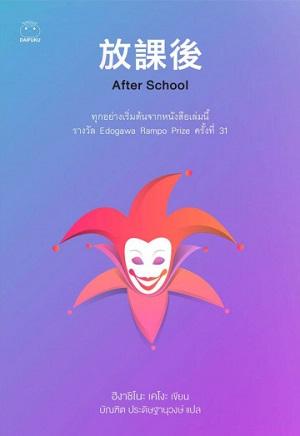 DAIFUKU
放課後
After School
ทุกอย่างเริ่มต้นจากหนังสือเล่มนี้
รางวัล Edogawa Rampo Prize ครั้งที่ 31
ฮิงาชิโนะ เคโงะ เขียน
บัณฑิต ประดิษฐานุวงษ์ แปล